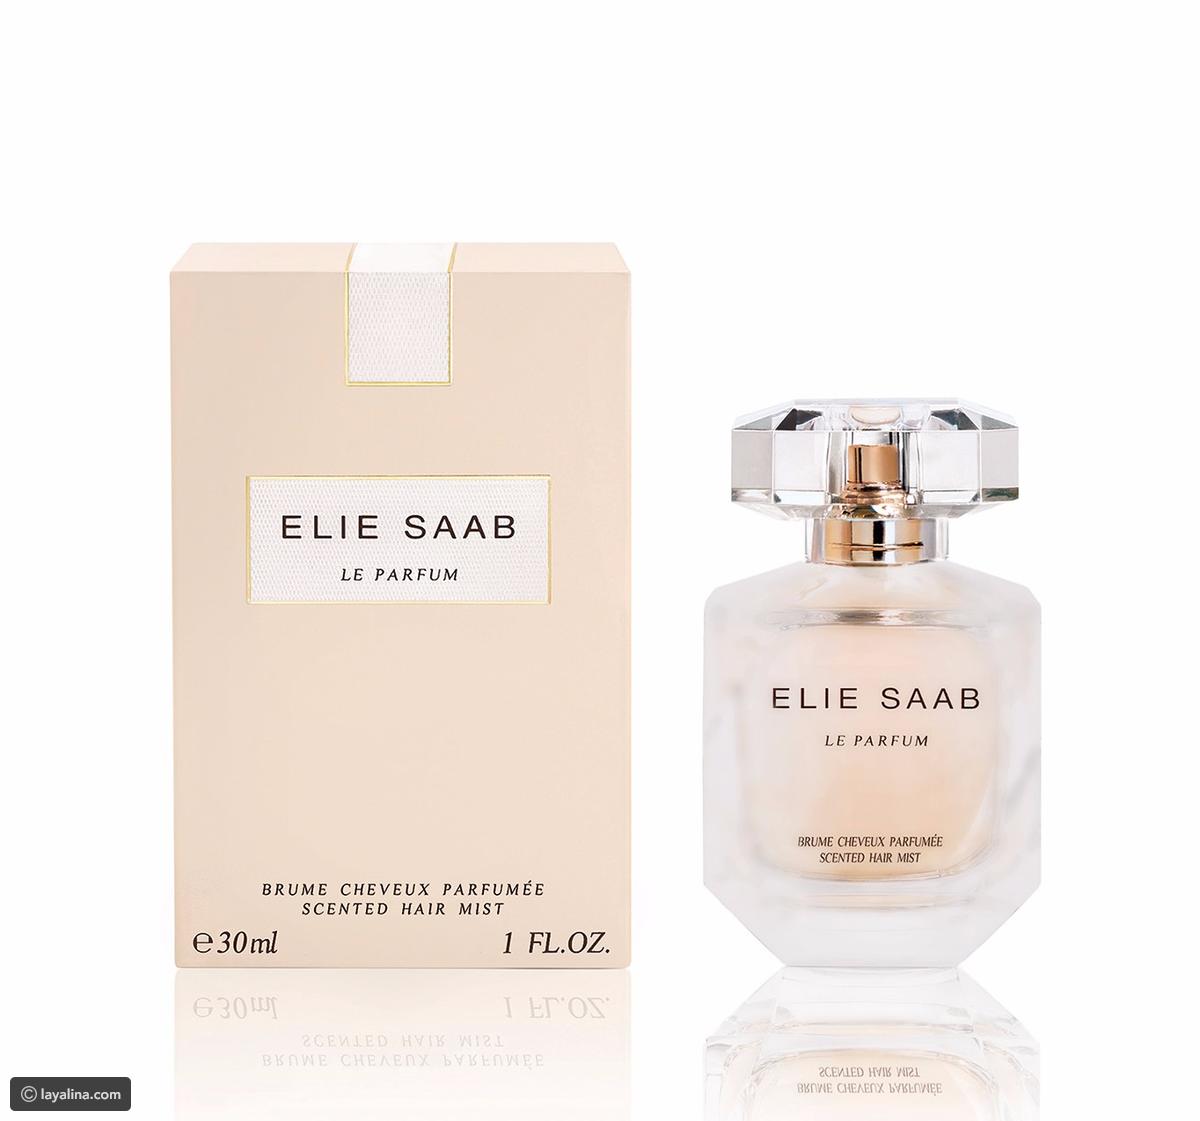 ELIE SAAB
LE PARFUM
BRUME CHEVEUX PARFUMÉE
SCENTED HAIR MIST
℮30ml
1 FL.OZ.
ELIE SAAB
LE PARFUM
BRUME CHEVEUX PARFUMÉE
SCENTED HAIR MIST
© layalina.com